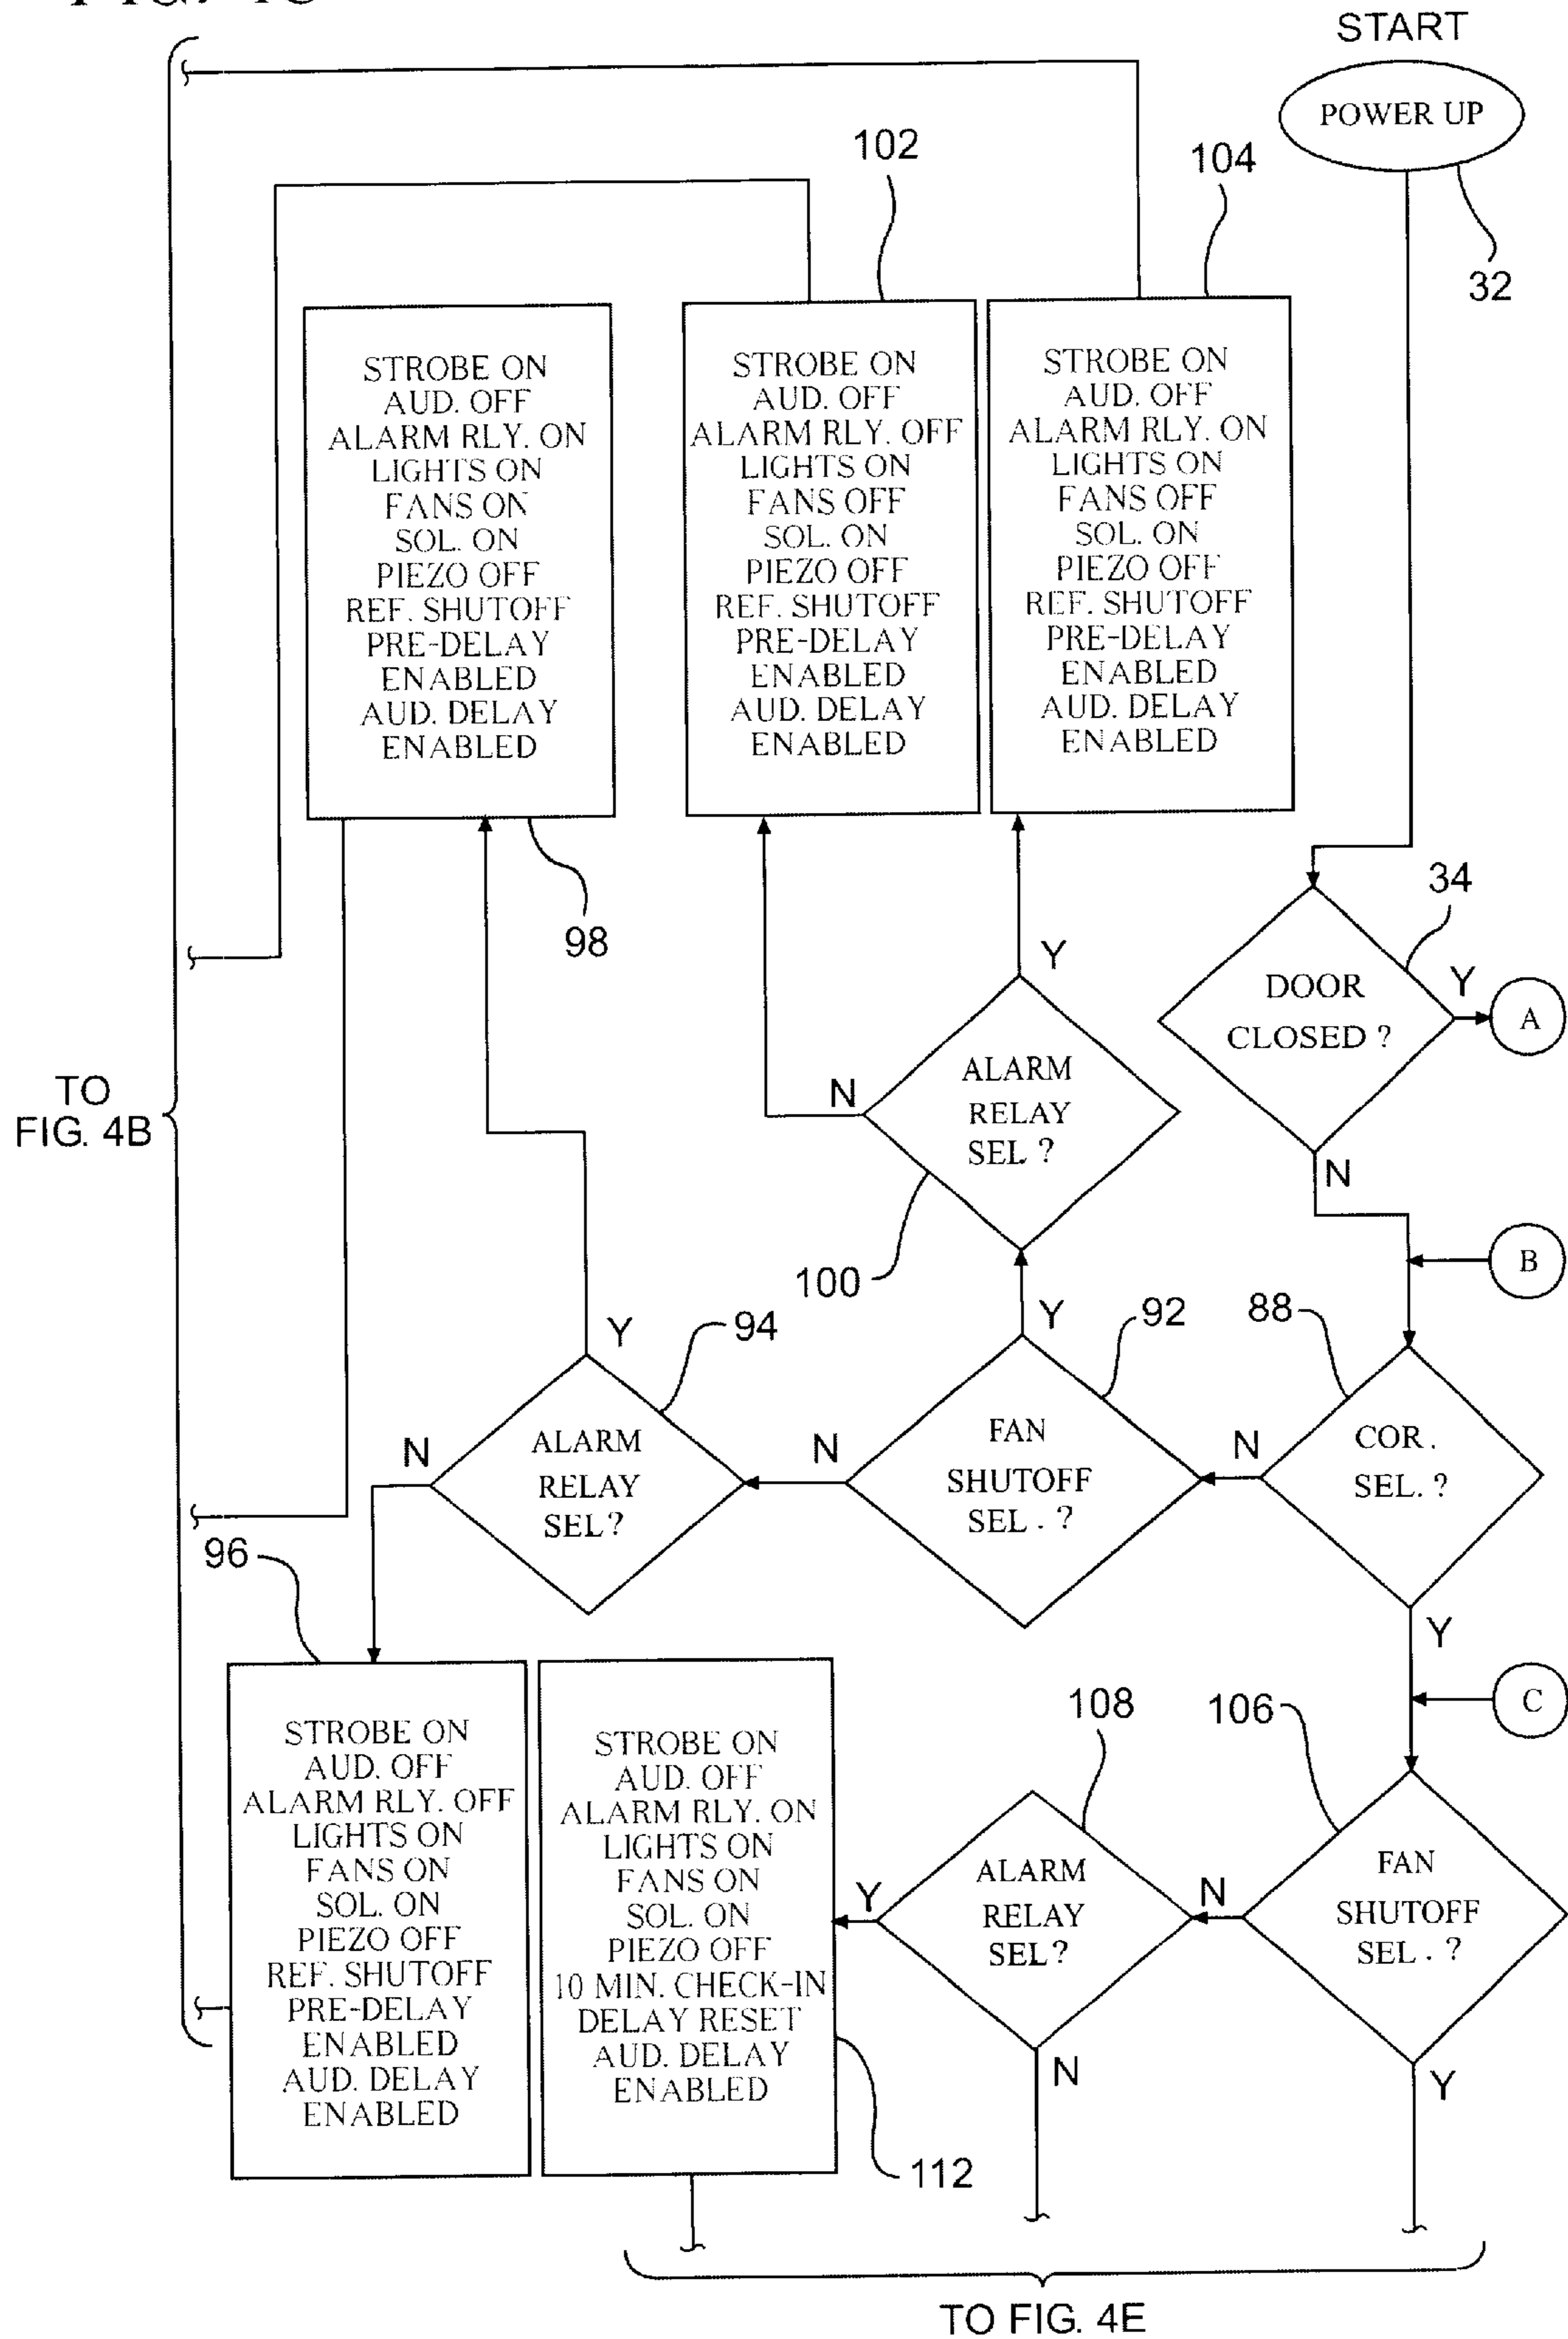 START
POWER UP
32
102
104
STROBE ON
AUD. OFF
ALARM RLY. ON
LIGHTS ON
FANS ON
SOL. ON
PIEZO OFF
REF. SHUTOFF
PRE-DELAY
ENABLED
AUD. DELAY
ENABLED
98
STROBE ON
AUD. OFF
ALARM RLY. OFF
LIGHTS ON
FANS OFF
SOL. ON
PIEZO OFF
REF. SHUTOFF
PRE-DELAY
ENABLED
AUD. DELAY
ENABLED
STROBE ON
AUD. OFF
ALARM RLY. ON
LIGHTS ON
FANS OFF
SOL. ON
PIEZO OFF
REF. SHUTOFF
PRE-DELAY
ENABLED
AUD. DELAY
ENABLED
34
DOOR
CLOSED ?
Y
A
N
B
TO
FIG. 4B
Y
N
ALARM
RELAY
SEL ?
100
Y
92
88
94
Y
N
ALARM
RELAY
SEL?
N
FAN
SHUTOFF
SEL . ?
N
COR .
SEL. ?
Y
C
96
STROBE ON
AUD. OFF
ALARM RLY. OFF
LIGHTS ON
FANS ON
SOL. ON
PIEZO OFF
REF. SHUTOFF
PRE-DELAY
ENABLED
AUD. DELAY
ENABLED
STROBE ON
AUD. OFF
ALARM RLY. ON
LIGHTS ON
FANS ON
SOL. ON
PIEZO OFF
10 MIN. CHECK-IN
DELAY RESET
AUD. DELAY
ENABLED
112
108
106
Y
ALARM
RELAY
SEL?
N
N
FAN
SHUTOFF
SEL . ?
Y
TO FIG. 4E